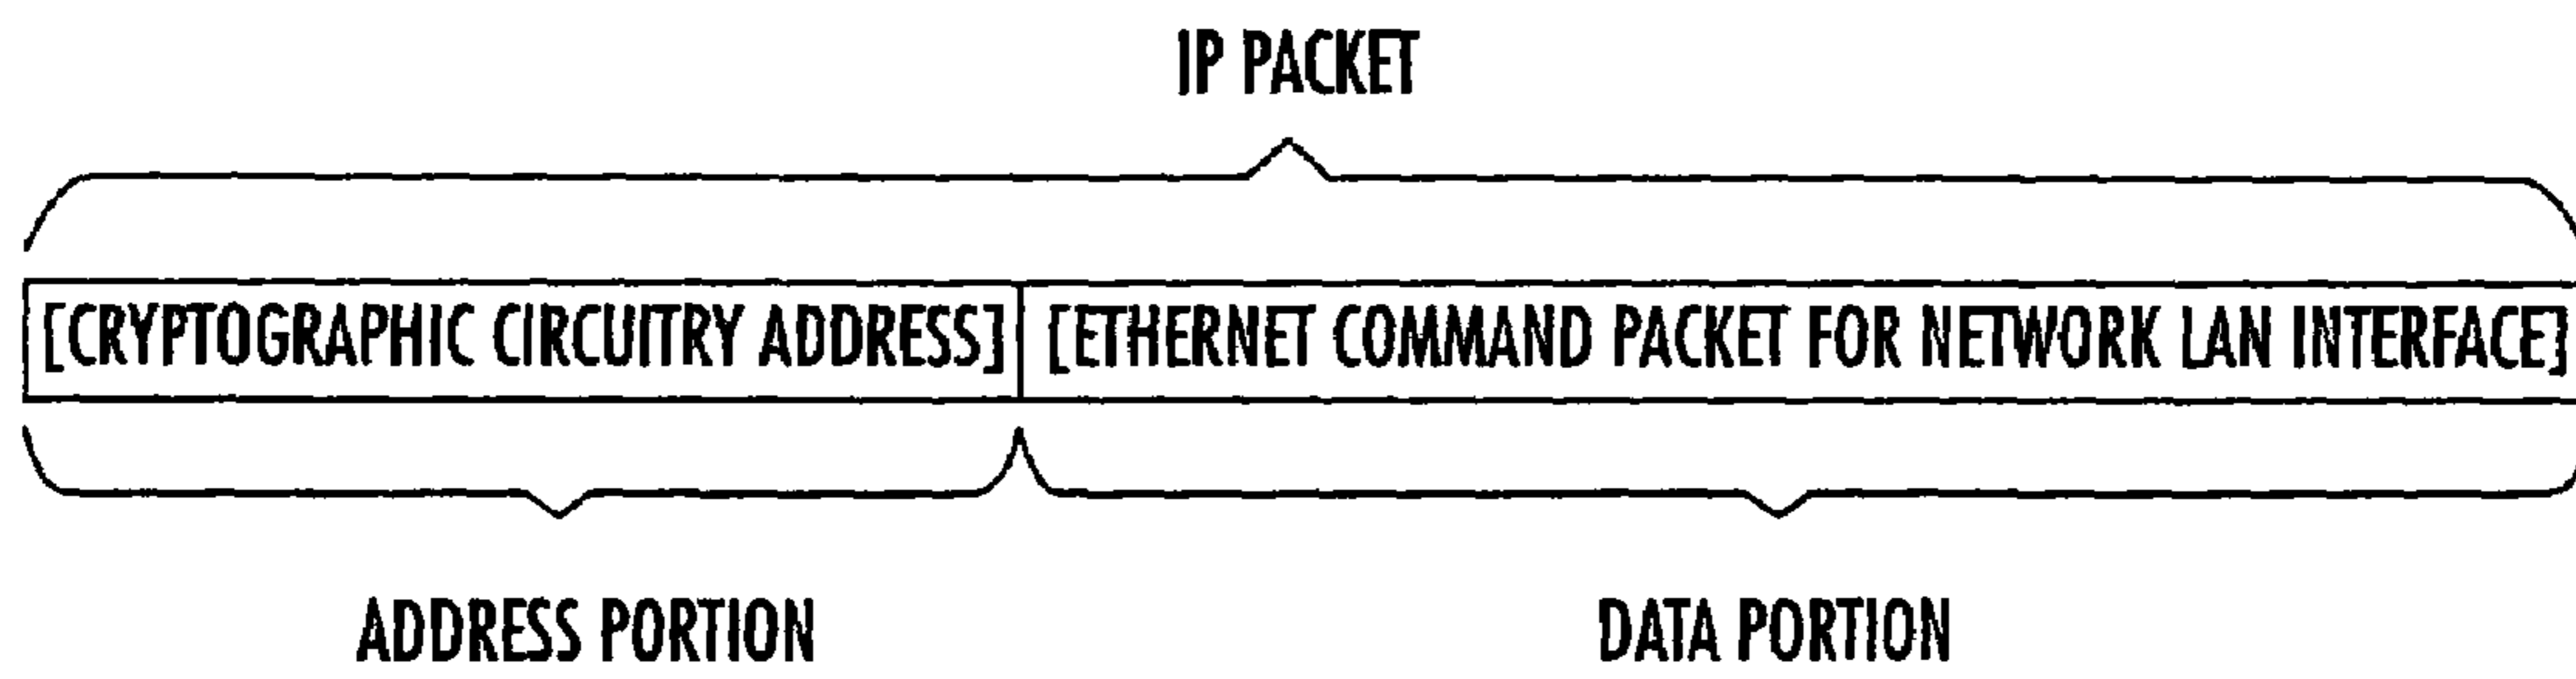 IP PACKET
[CRYPTOGRAPHIC CIRCUITRY ADDRESS] [ETHERNET COMMAND PACKET FOR NETWORK LAN INTERFACE]
ADDRESS PORTION DATA PORTION